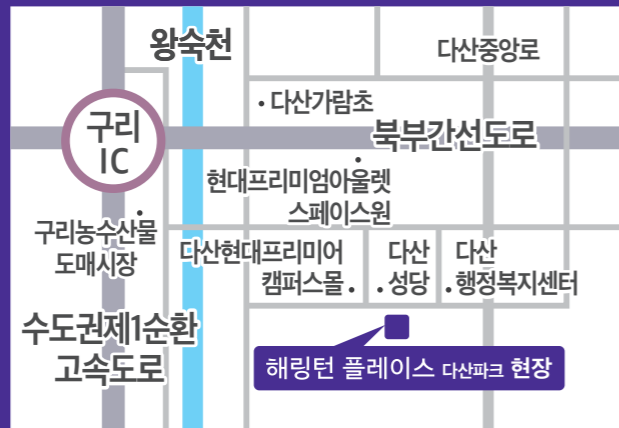 왕숙천
다산중앙로
다산가람초
구리
IC
북부간선도로
현대프리미엄아울렛
스페이스원
구리농수산물
도매시장
다산현대프리미어
캠퍼스몰
다산
성당
다산
행정복지센터
수도권제1순환
고속도로
해링턴 플레이스 다산파크 현장